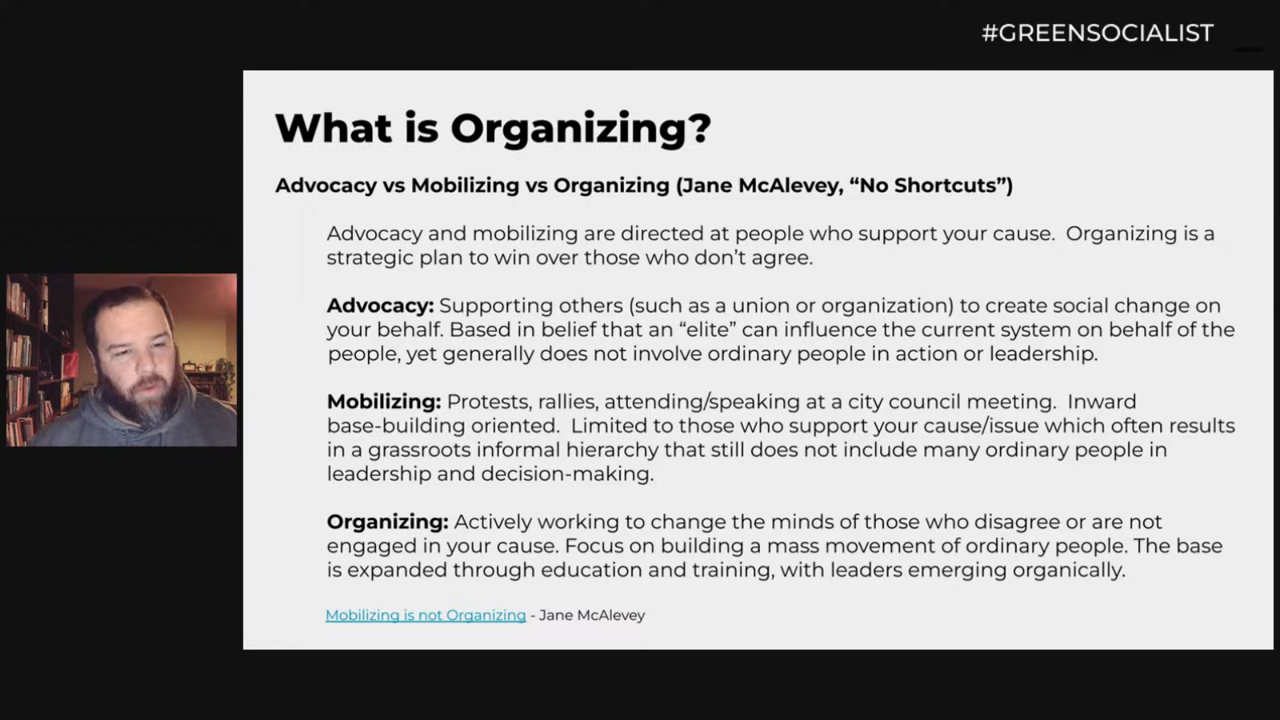 #GREENSOCIALIST
What is Organizing?
Advocacy vs Mobilizing vs Organizing (Jane McAlevey, “No Shortcuts”)
Advocacy and mobilizing are directed at people who support your cause.  Organizing is a
strategic plan to win over those who don’t agree.
Advocacy: Supporting others (such as a union or organization) to create social change on
your behalf. Based in belief that an “elite” can influence the current system on behalf of the
people, yet generally does not involve ordinary people in action or leadership.
Mobilizing: Protests, rallies, attending/speaking at a city council meeting.  Inward
base-building oriented.  Limited to those who support your cause/issue which often results
in a grassroots informal hierarchy that still does not include many ordinary people in
leadership and decision-making.
Organizing: Actively working to change the minds of those who disagree or are not
engaged in your cause. Focus on building a mass movement of ordinary people. The base
is expanded through education and training, with leaders emerging organically.
Mobilizing is not Organizing - Jane McAlevey